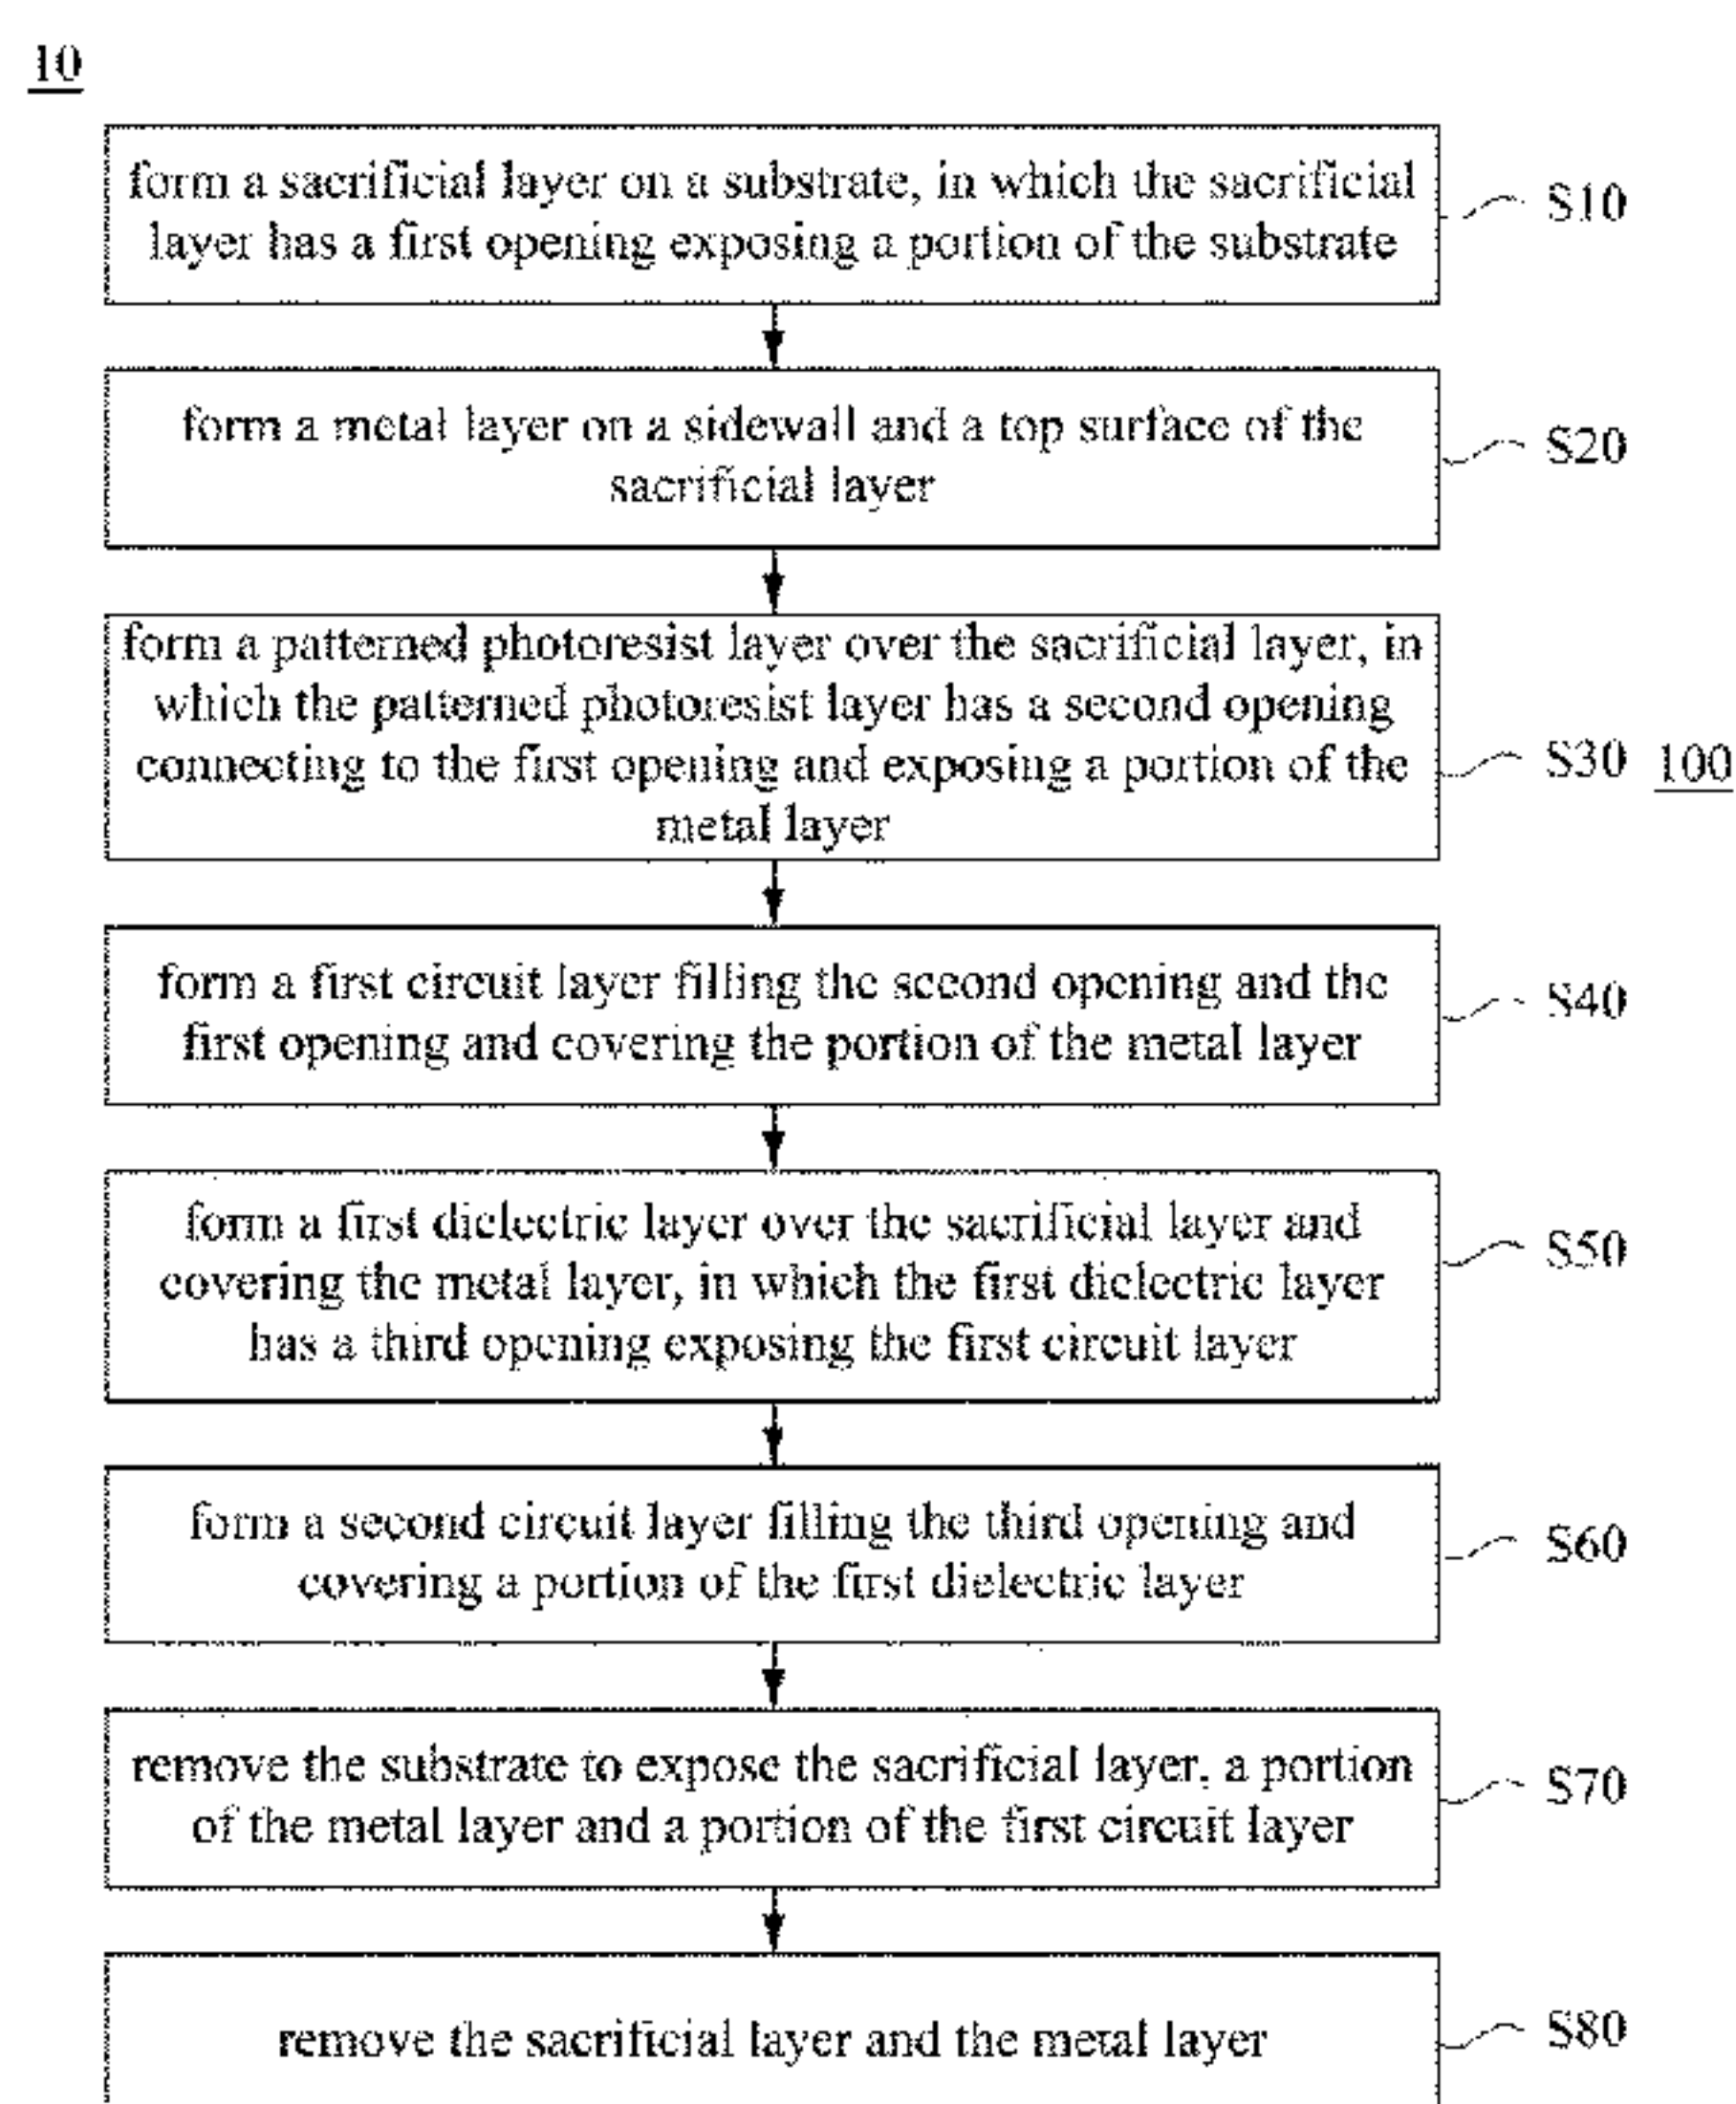 10
form a sacrificial layer on a substrate, in which the sacrificial
layer has a first opening exposing a portion of the substrate
S10
form a metal layer on a sidewall and a top surface of the
sacrificial layer
S20
form a patterned photoresist layer over the sacrificial layer, in
which the patterned photoresist layer has a second opening
connecting to the first opening and exposing a portion of the
metal layer
S30
100
form a first circuit layer filling the second opening and the
first opening and covering the portion of the metal layer
S40
form a first dielectric layer over the sacrificial layer and
covering the metal layer, in which the first dielectric layer
has a third opening exposing the first circuit layer
S50
form a second circuit layer filling the third opening and
covering a portion of the first dielectric layer
S60
remove the substrate to expose the sacrificial layer, a portion
of the metal layer and a portion of the first circuit layer
S70
remove the sacrificial layer and the metal layer
S80